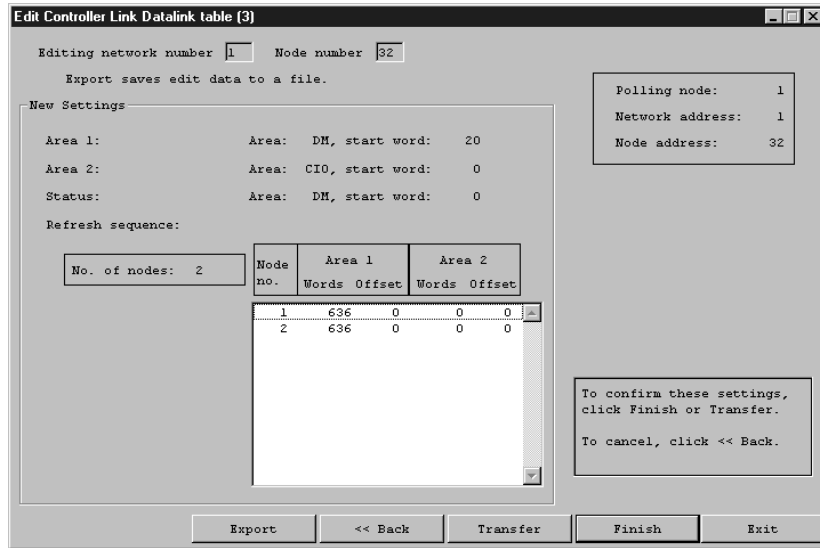 Edit Controller Link Datalink table (3)
Editing network number 1 Node number 32
Export saves edit data to a file.
Polling node: 1
Network address: 1
Node address: 32
New Settings
Area 1: Area: DM, start word: 20
Area 2: Area: CIO, start word: 0
Status: Area: DM, start word: 0
Refresh sequence:
No. of nodes: 2
Node no. Area 1 Area 2
Words Offset Words Offset
1 636 0 0 0
2 636 0 0 0
To confirm these settings,
click Finish or Transfer.
To cancel, click << Back.
Export << Back Transfer Finish Exit